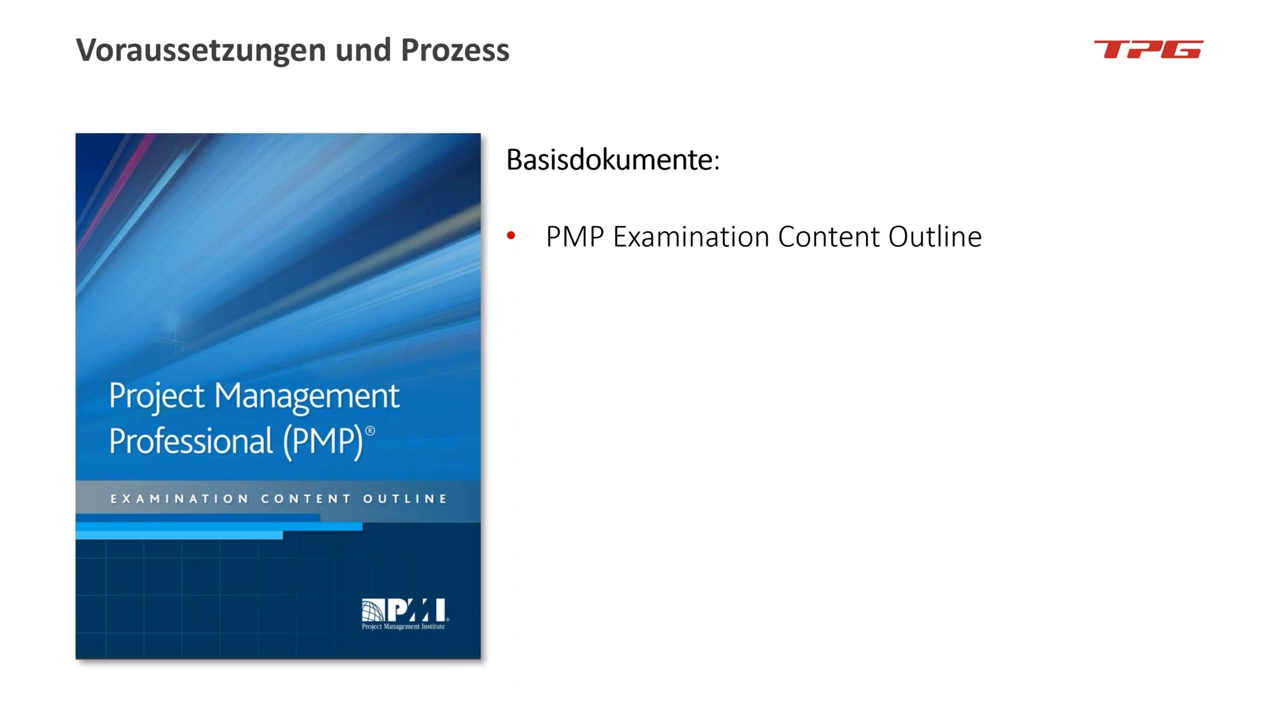 Voraussetzungen und Prozess
TPG
Basisdokumente:
• PMP Examination Content Outline
Project Management
Professional (PMP)®
EXAMINATION CONTENT OUTLINE
PMI®
Project Management Institute